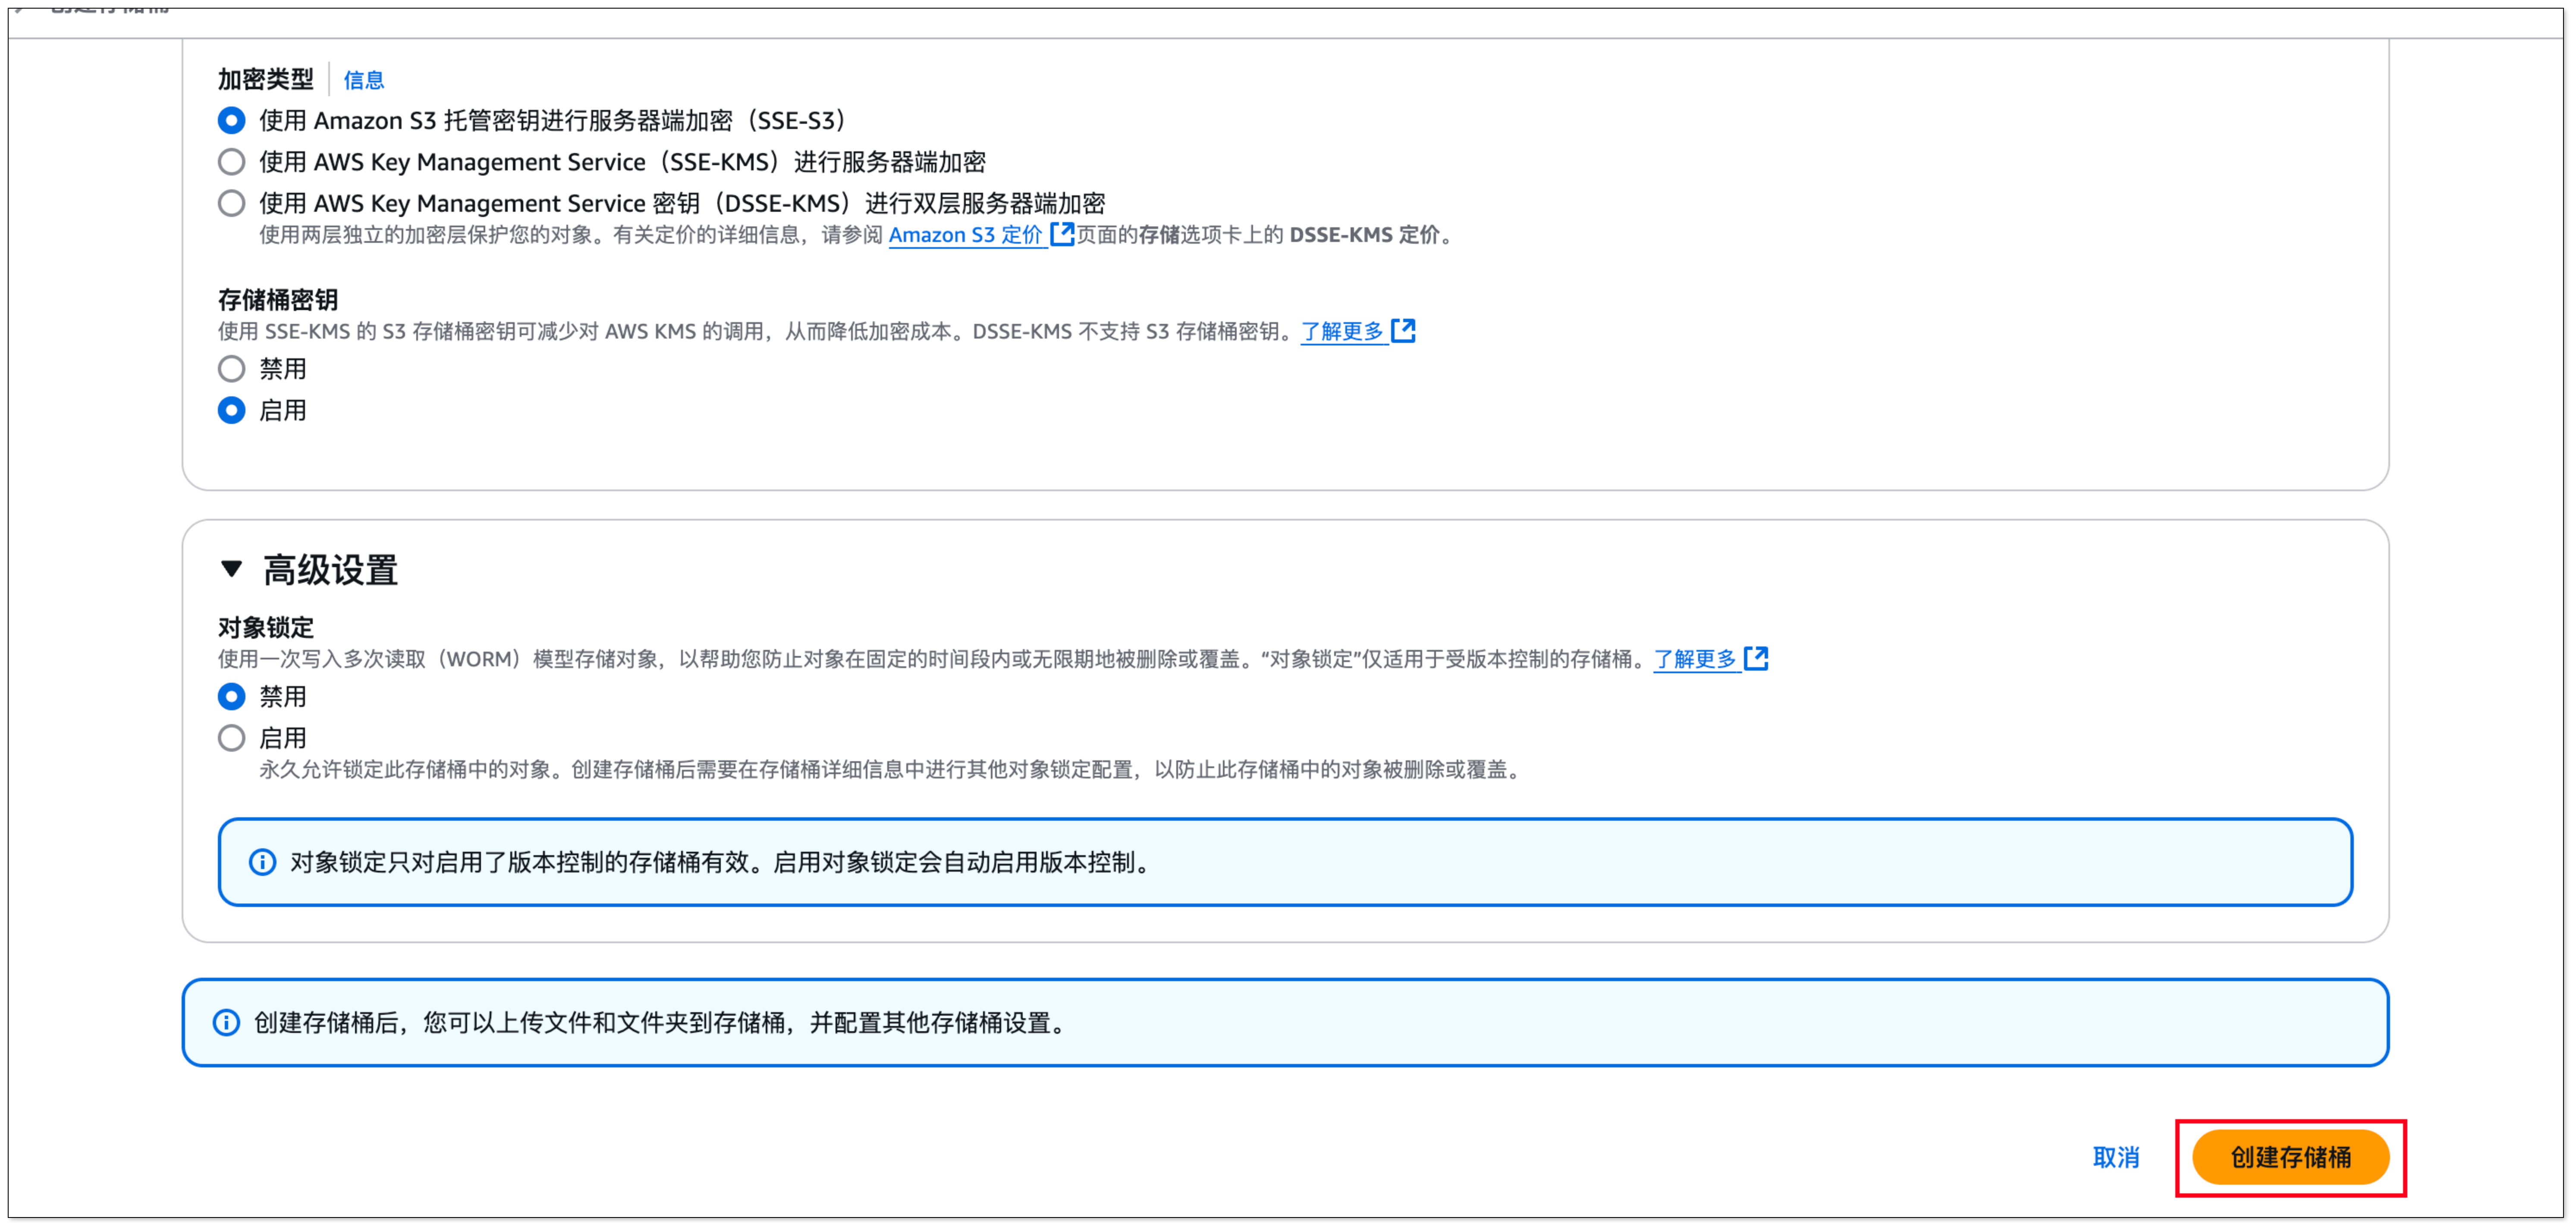 加密类型 信息
使用 Amazon S3 托管密钥进行服务器端加密（SSE-S3）
使用 AWS Key Management Service（SSE-KMS）进行服务器端加密
使用 AWS Key Management Service 密钥（DSSE-KMS）进行双层服务器端加密
使用两层独立的加密层保护您的对象。有关定价的详细信息，请参阅 Amazon S3 定价 页面的存储选项卡上的 DSSE-KMS 定价。
存储桶密钥
使用 SSE-KMS 的 S3 存储桶密钥可减少对 AWS KMS 的调用，从而降低加密成本。DSSE-KMS 不支持 S3 存储桶密钥。了解更多
禁用
启用
高级设置
对象锁定
使用一次写入多次读取（WORM）模型存储对象，以帮助您防止对象在固定的时间段内或无限期地被删除或覆盖。“对象锁定”仅适用于受版本控制的存储桶。了解更多
禁用
启用
永久允许锁定此存储桶中的对象。创建存储桶后需要在存储桶详细信息中进行其他对象锁定配置，以防止此存储桶中的对象被删除或覆盖。
对象锁定只对启用了版本控制的存储桶有效。启用对象锁定会自动启用版本控制。
创建存储桶后，您可以上传文件和文件夹到存储桶，并配置其他存储桶设置。
取消 创建存储桶